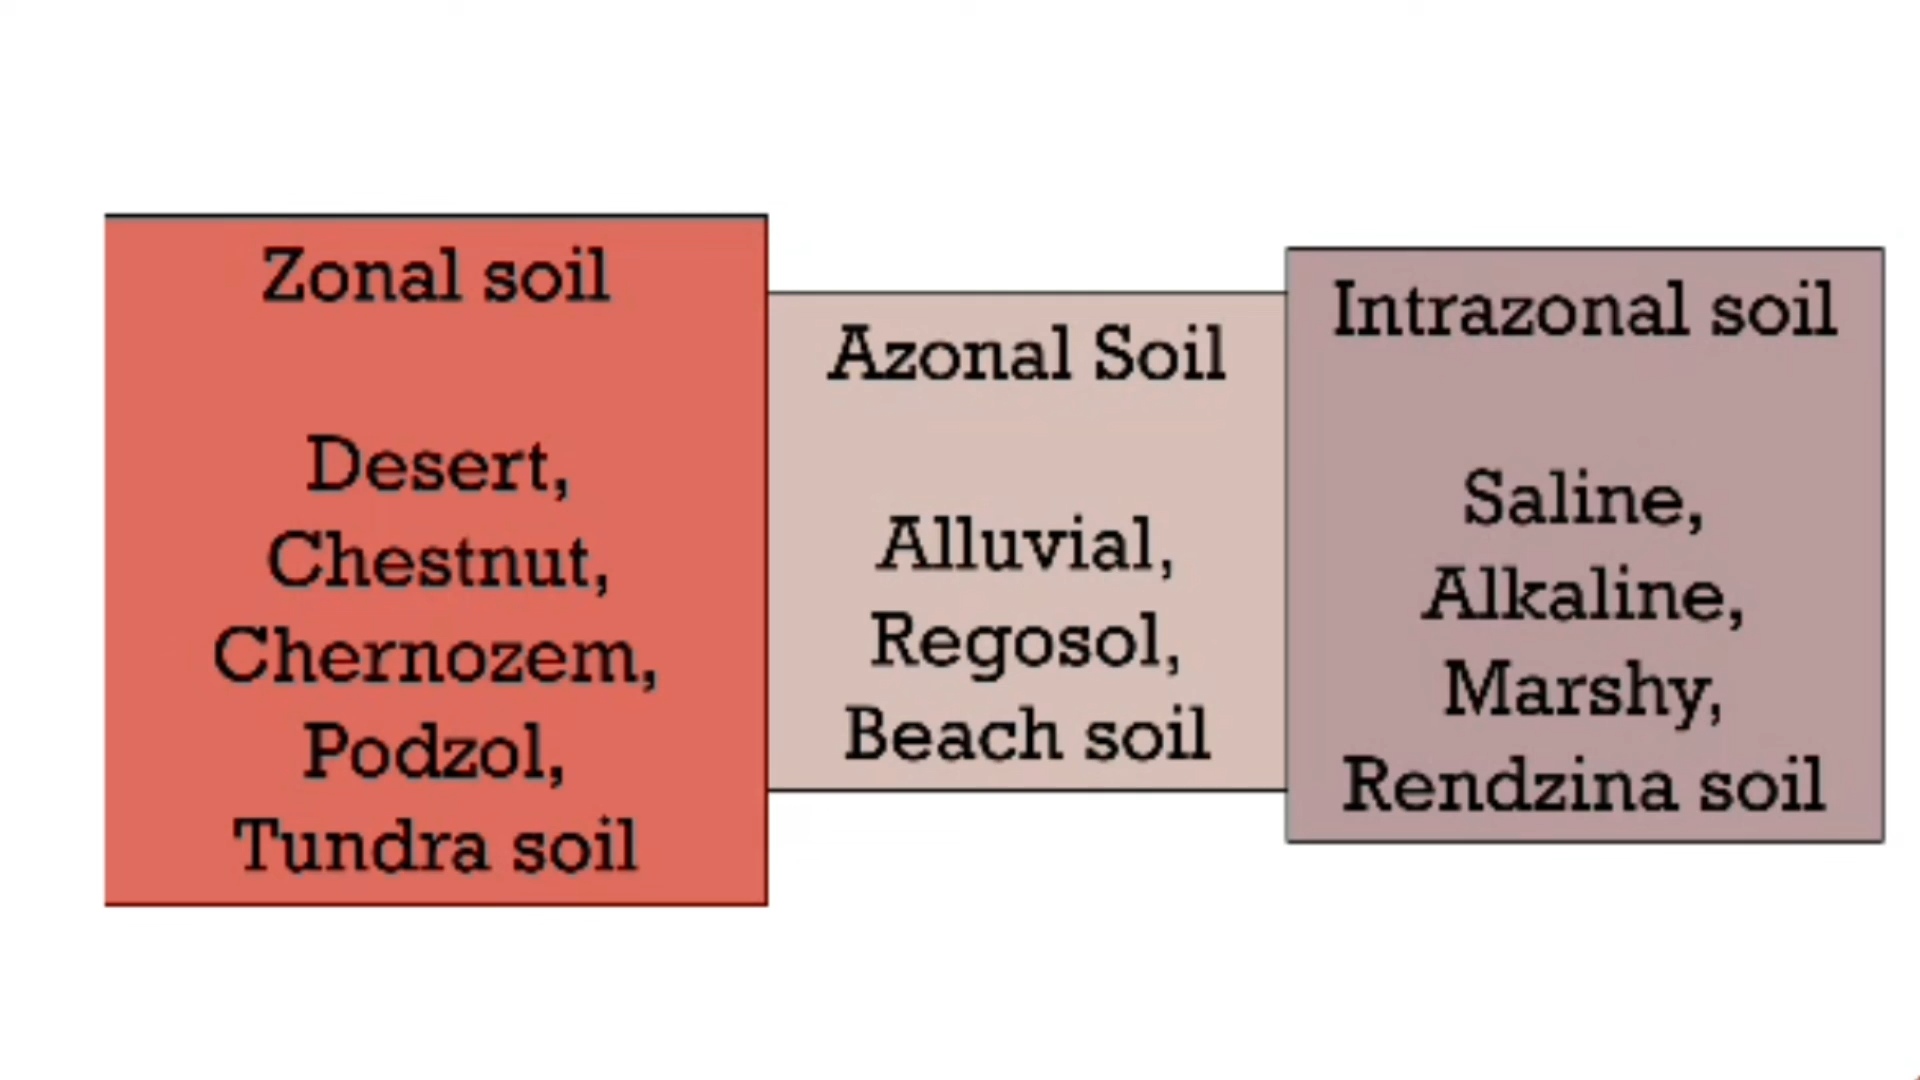 Zonal soil
Desert,
Chestnut,
Chernozem,
Podzol,
Tundra soil
Azonal Soil
Alluvial,
Regosol,
Beach soil
Intrazonal soil
Saline,
Alkaline,
Marshy,
Rendzina soil